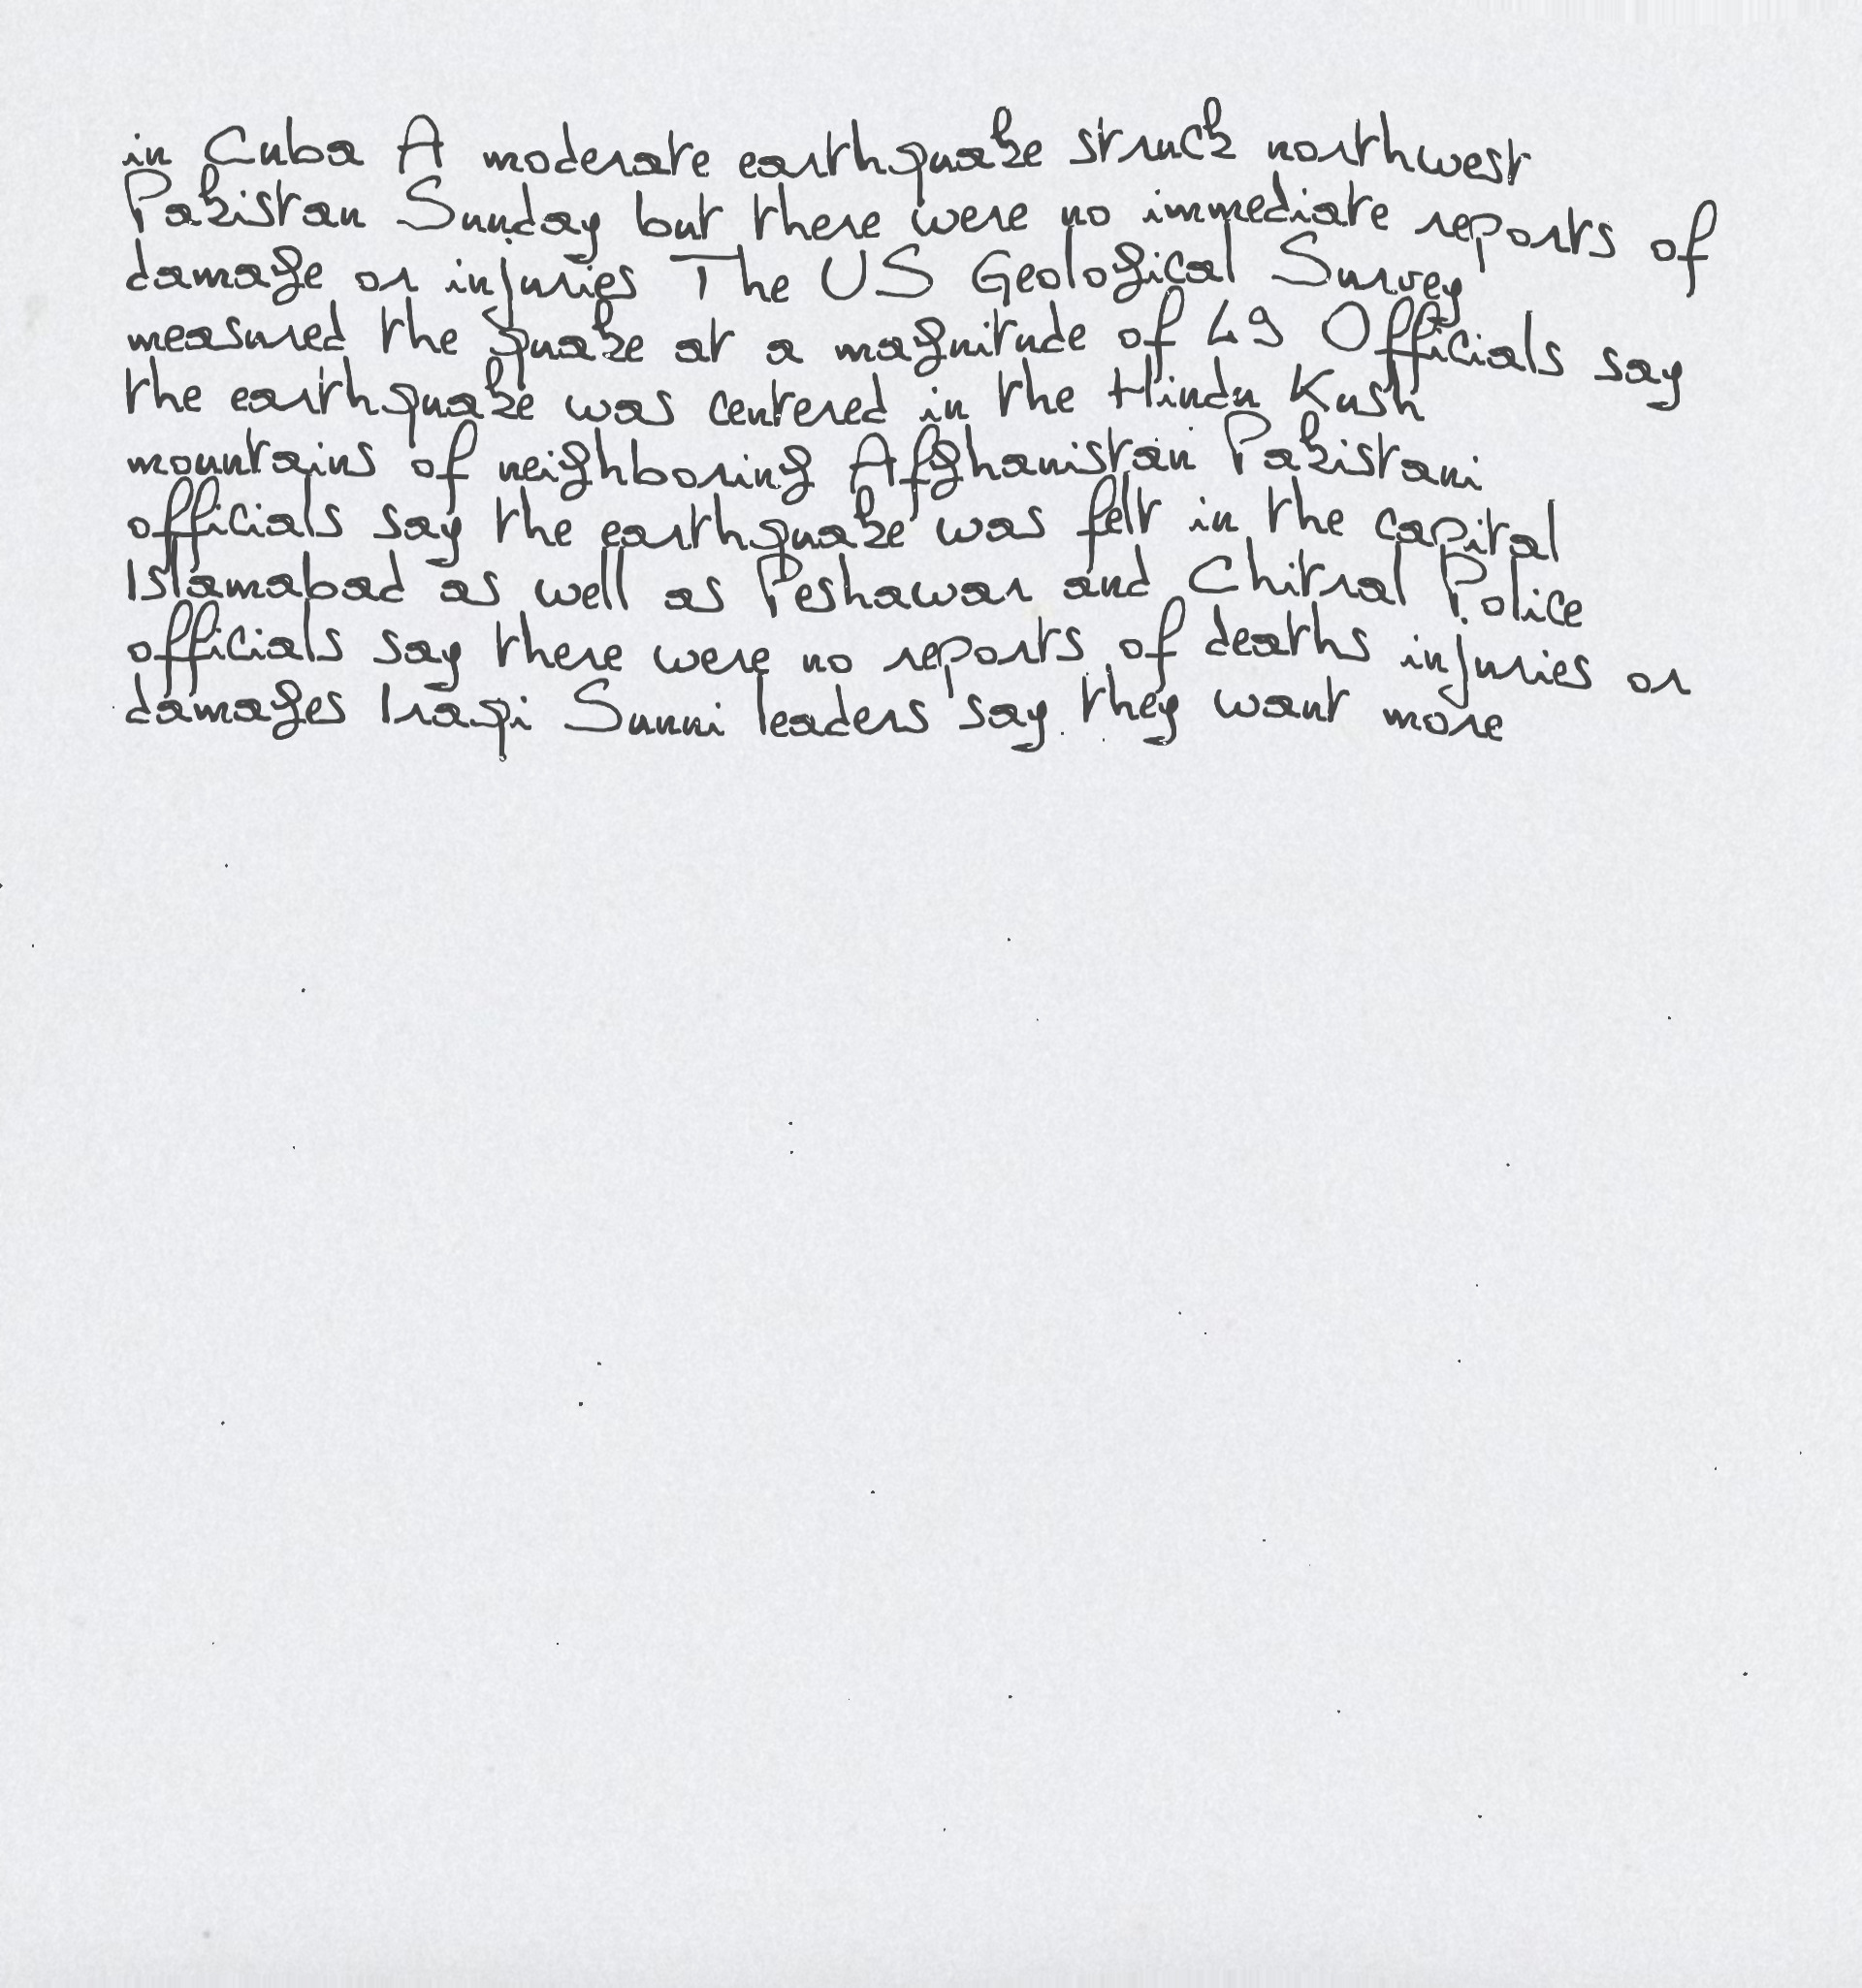 in Cuba A moderate earthquake struck northwest
Pakistan Sunday but there were no immediate reports of
damage or injuries The US Geological Survey
measured the quake at a magnitude of 49 Officials say
the earthquake was centered in the Hindu Kush
mountains of neighboring Afghanistan Pakistani
officials say the earthquake was felt in the capital
Islamabad as well as Peshawar and Chitral Police
officials say there were no reports of deaths injuries or
damages Iraqi Sunni leaders say they want more